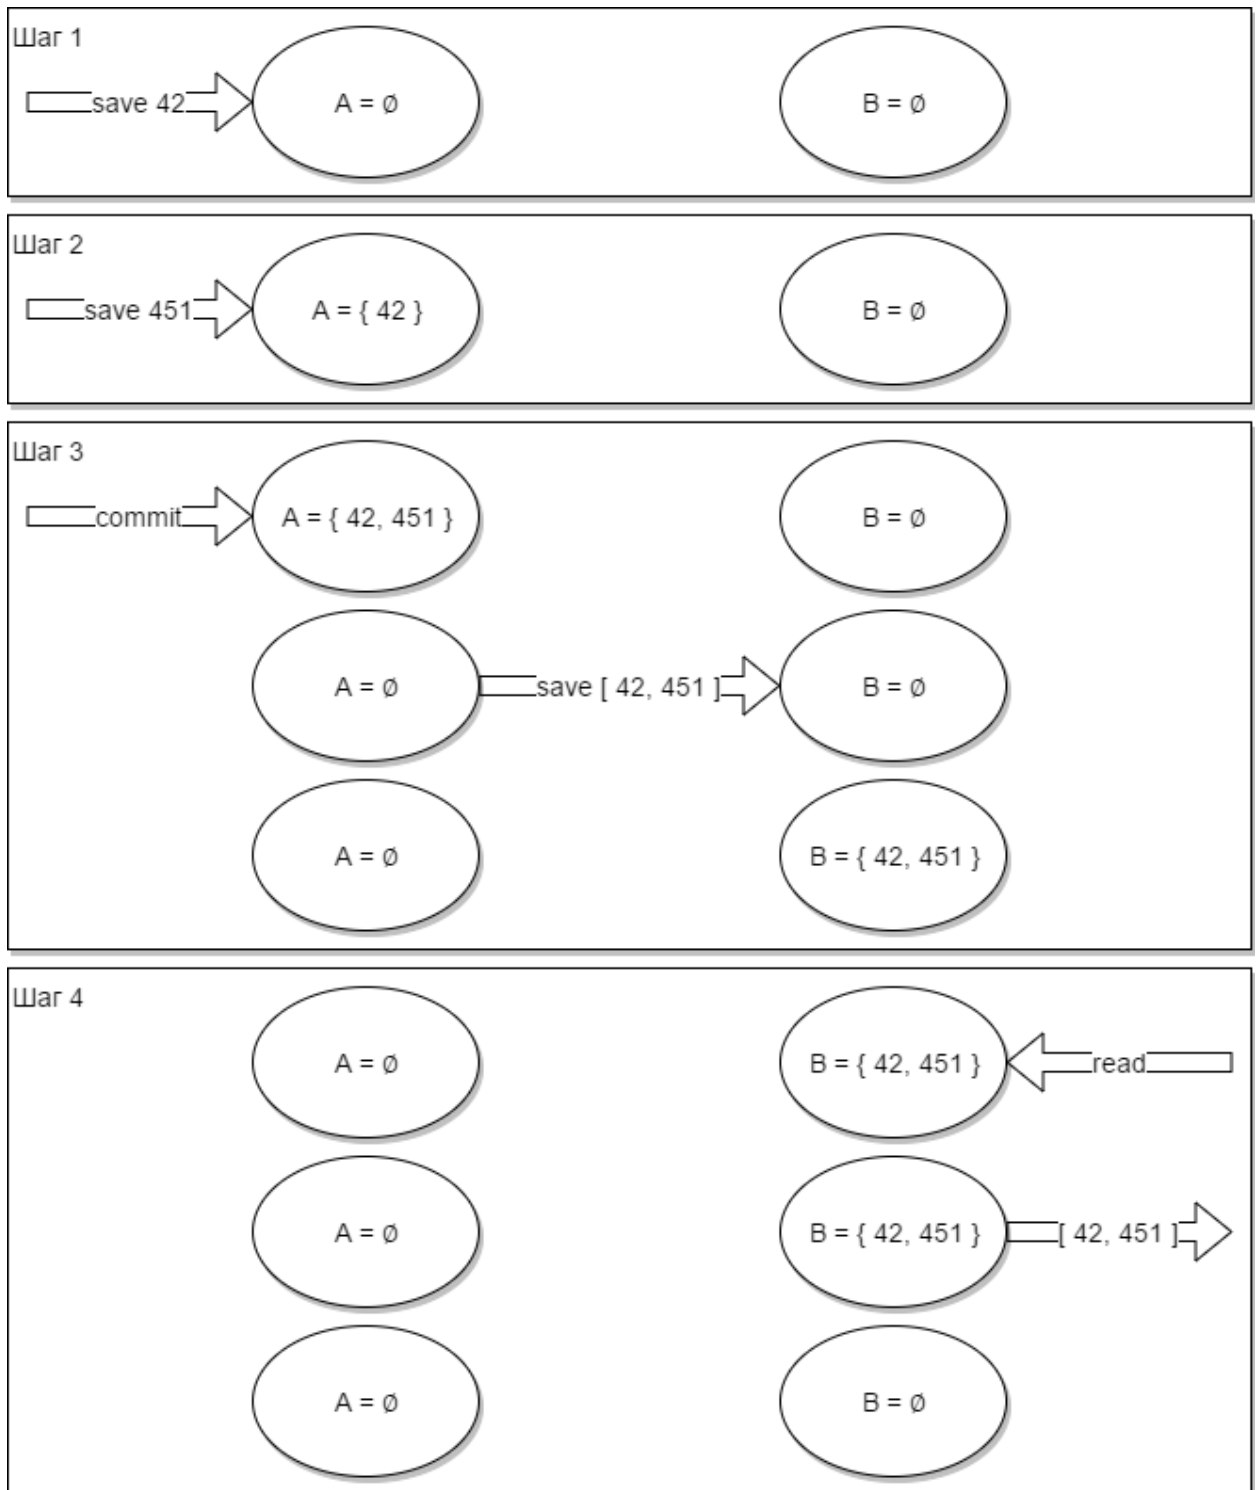 Шаг 1
save 42
A = ∅
B = ∅
Шаг 2
save 451
A = { 42 }
B = ∅
Шаг 3
commit
A = { 42, 451 }
B = ∅
A = ∅
save [ 42, 451 ]
B = ∅
A = ∅
B = { 42, 451 }
Шаг 4
A = ∅
B = { 42, 451 }
read
A = ∅
B = { 42, 451 }
[ 42, 451 ]
A = ∅
B = ∅